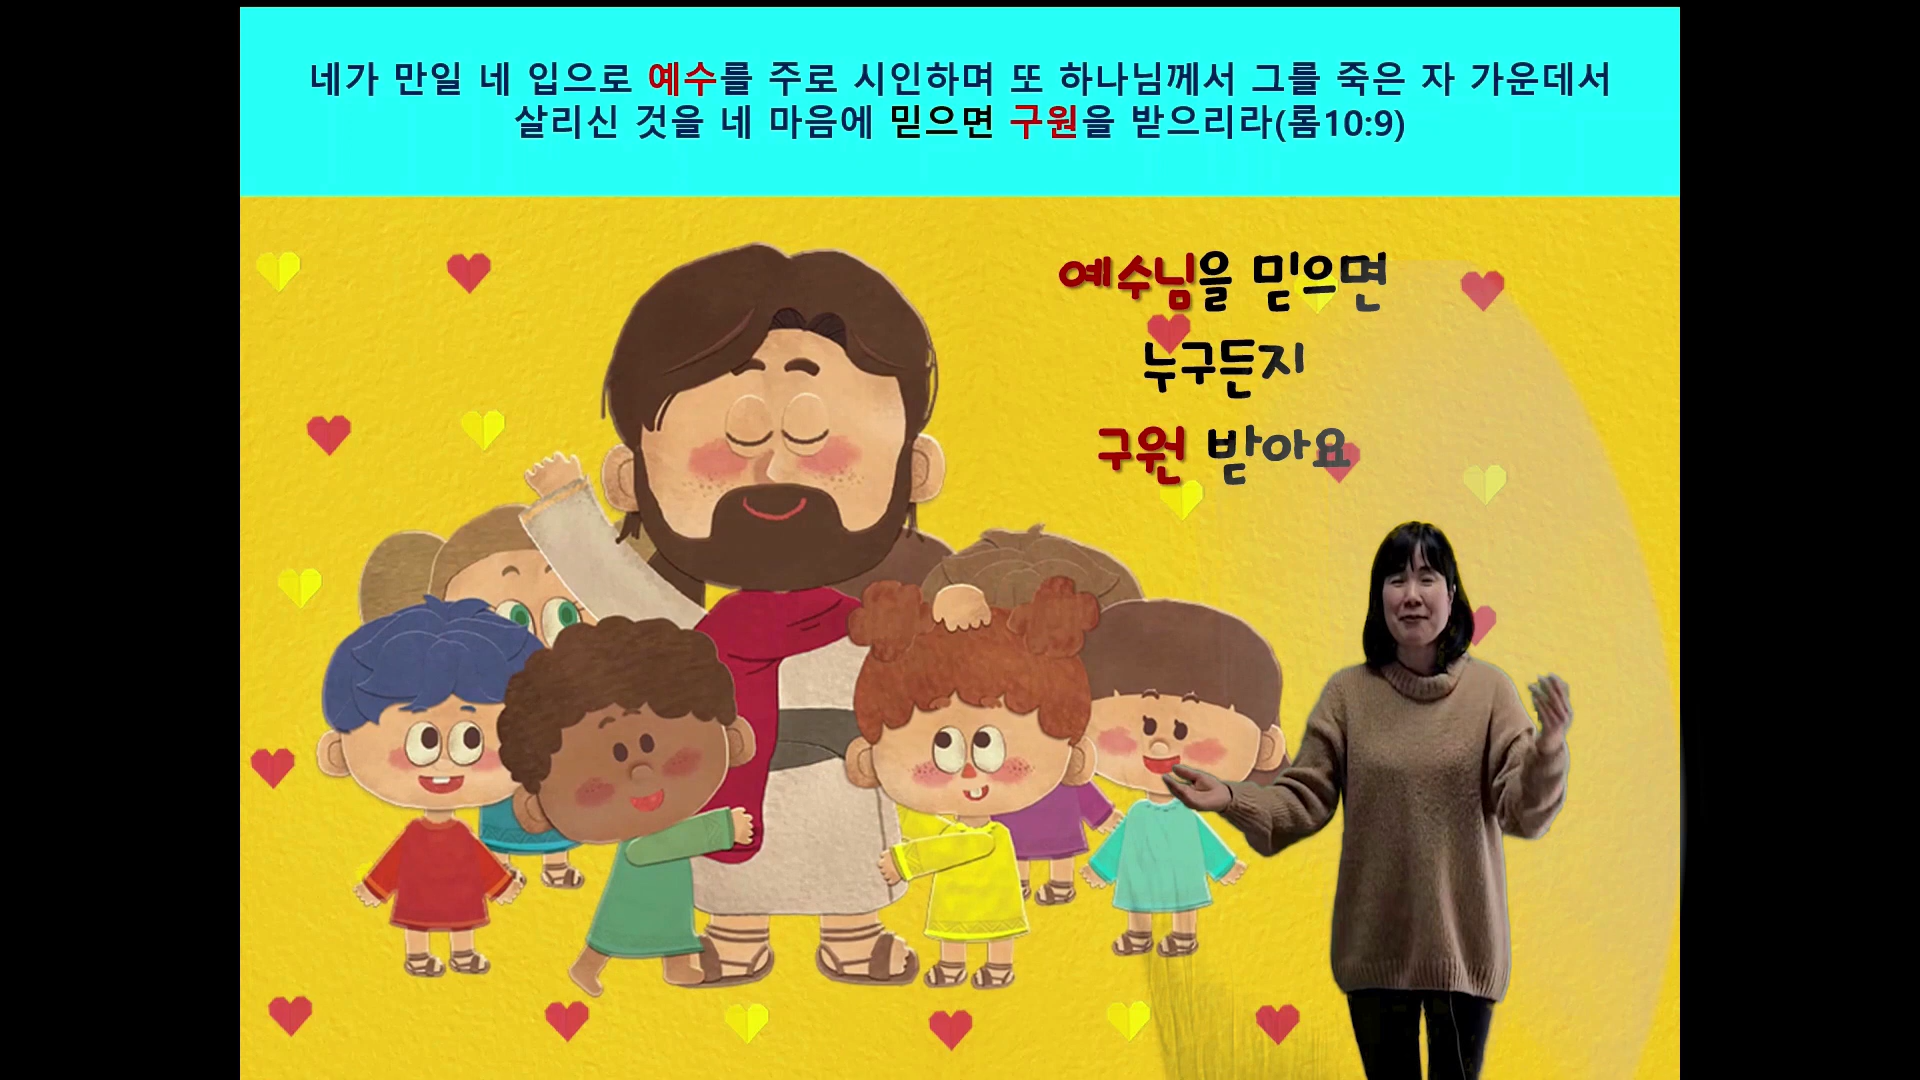 네가 만일 네 입으로 예수를 주로 시인하며 또 하나님께서 그를 죽은 자 가운데서
살리신 것을 네 마음에 믿으면 구원을 받으리라(롬10:9)
예수님을 믿으면
누구든지
구원 받아요